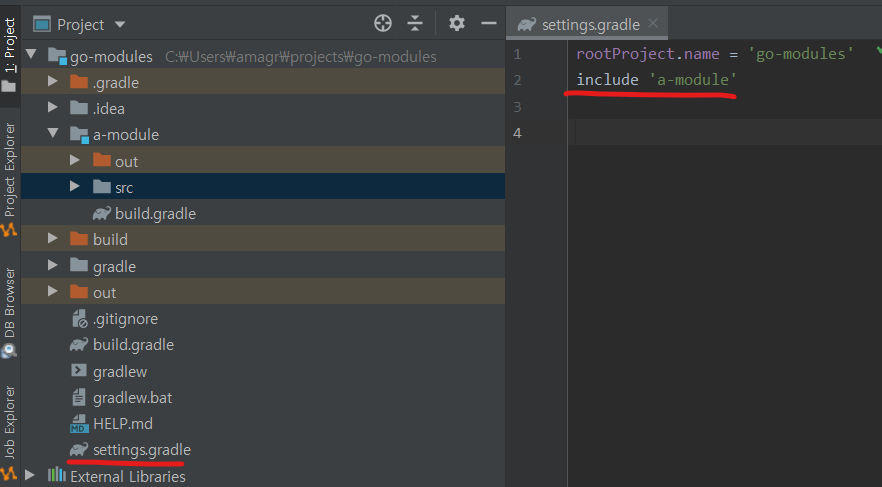 1: Project
Project Explorer
DB Browser
Job Explorer
Project
go-modules C:\Users₩amagr₩projects₩go-modules
.gradle
.idea
a-module
out
src
build.gradle
build
gradle
out
.gitignore
build.gradle
gradlew
gradlew.bat
MD HELP.md
settings.gradle
External Libraries
settings.gradle
1 rootProject.name = 'go-modules'
2 include 'a-module'
3
4